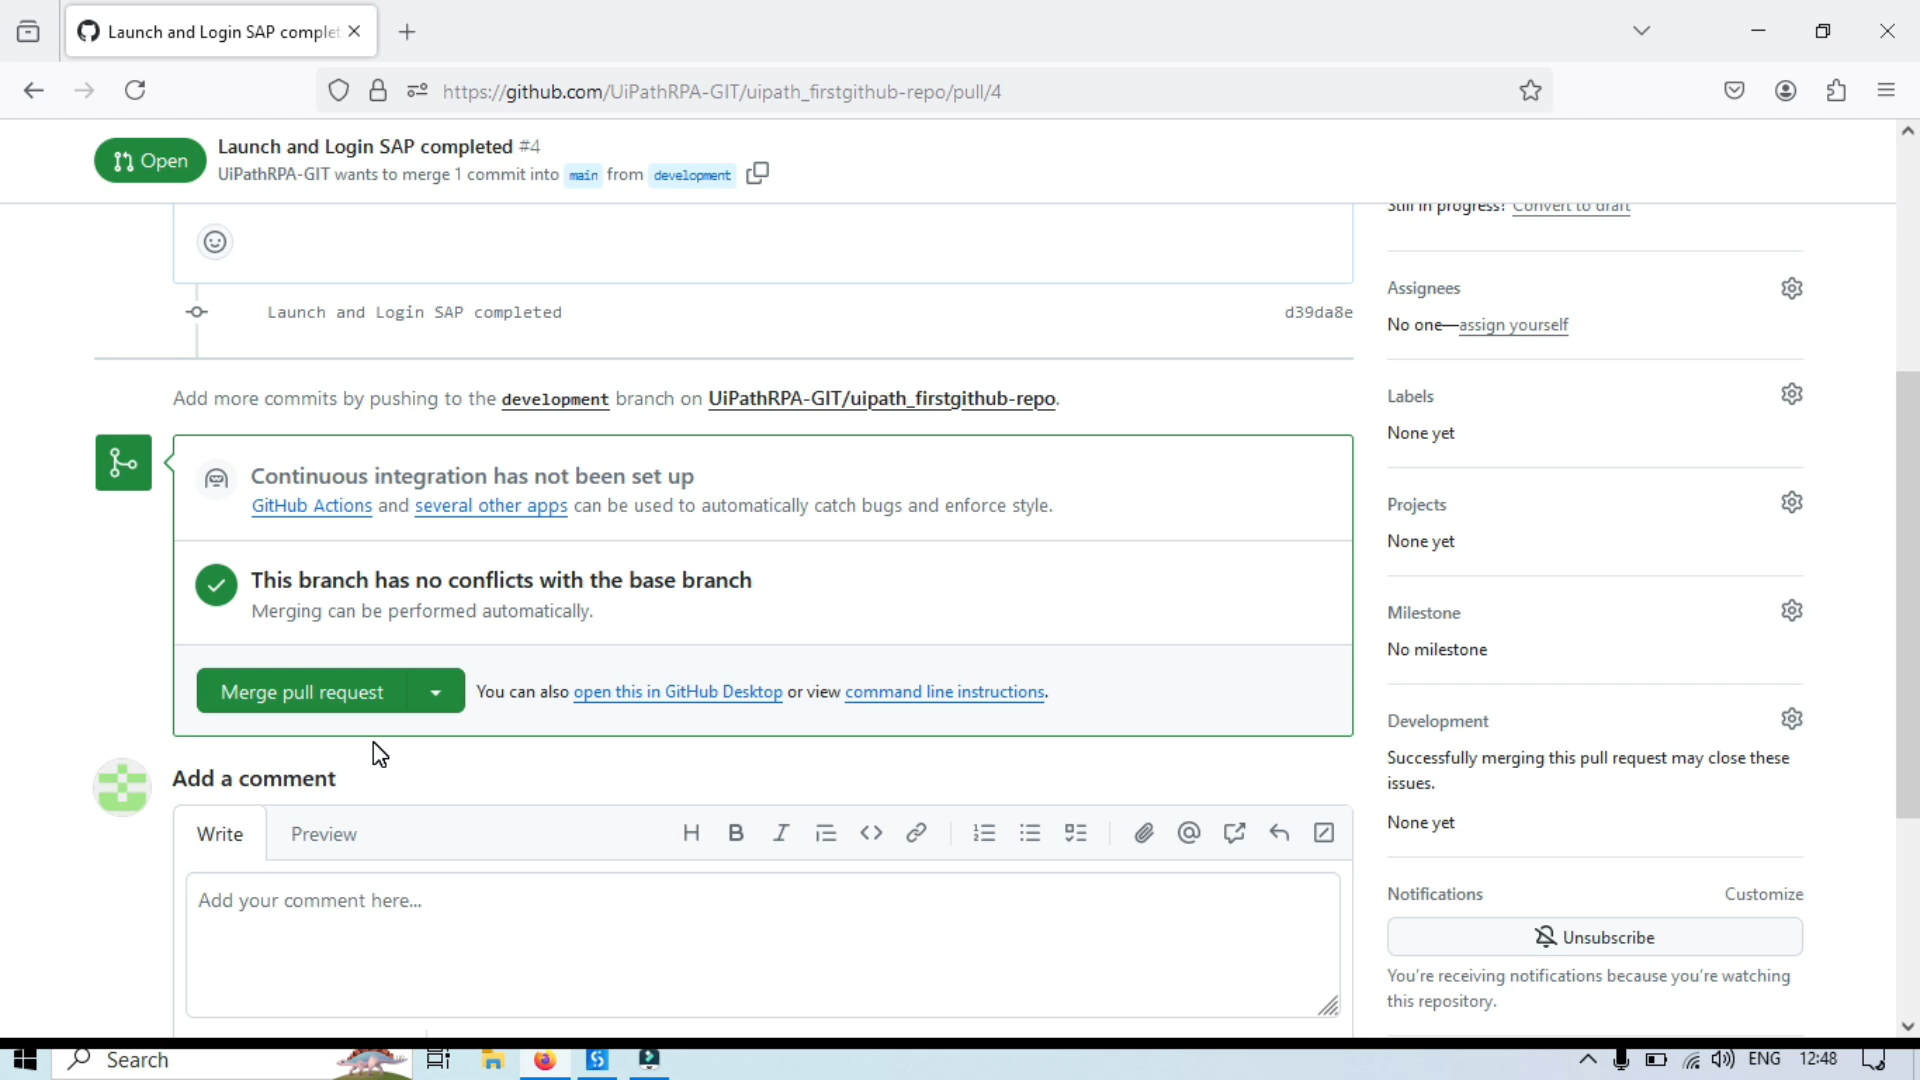 Launch and Login SAP complet
https://github.com/UiPathRPA-GIT/uipath_firstgithub-repo/pull/4
Open
Launch and Login SAP completed #4
UiPathRPA-GIT wants to merge 1 commit into main from development
Still in progress? Convert to draft
Launch and Login SAP completed d39da8e
Add more commits by pushing to the development branch on UiPathRPA-GIT/uipath_firstgithub-repo.
Continuous integration has not been set up
GitHub Actions and several other apps can be used to automatically catch bugs and enforce style.
This branch has no conflicts with the base branch
Merging can be performed automatically.
Merge pull request
You can also open this in GitHub Desktop or view command line instructions.
Add a comment
Write
Preview
Add your comment here...
Assignees
No one—assign yourself
Labels
None yet
Projects
None yet
Milestone
No milestone
Development
Successfully merging this pull request may close these
issues.
None yet
Notifications
Customize
Unsubscribe
You're receiving notifications because you're watching
this repository.
Search
ENG
12:48